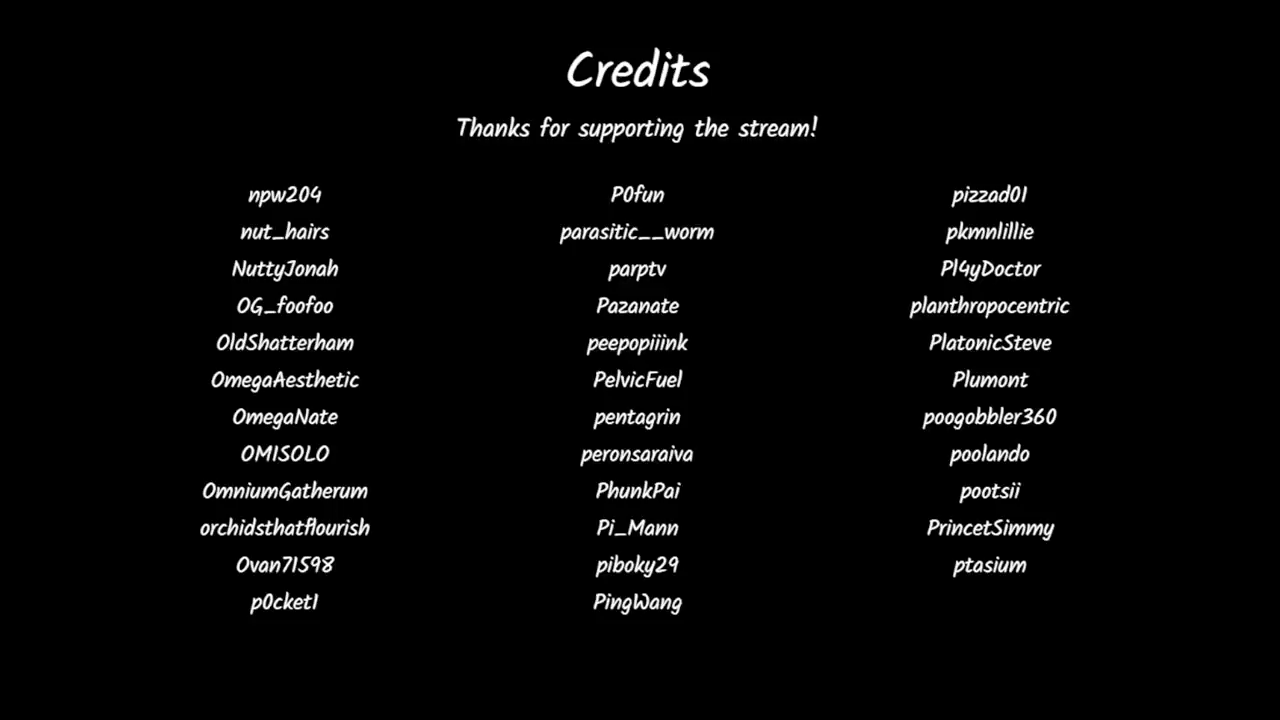 Credits
Thanks for supporting the stream!
npw204
nut_hairs
NuttyJonah
OG_foofoo
OldShatterham
OmegaAesthetic
OmegaNate
OMISOLO
OmniumGatherum
orchidsthatflourish
Ovan71598
p0cket1
P0fun
parasitic__worm
parptv
Pazanate
peepopiiink
PelvicFuel
pentagrin
peronsaraiva
PhunkPai
Pi_Mann
piboky29
PingWang
pizzad01
pkmnlillie
Pl4yDoctor
planthropocentric
PlatonicSteve
Plumont
poogobbler360
poolando
pootsii
PrincetSimmy
ptasium